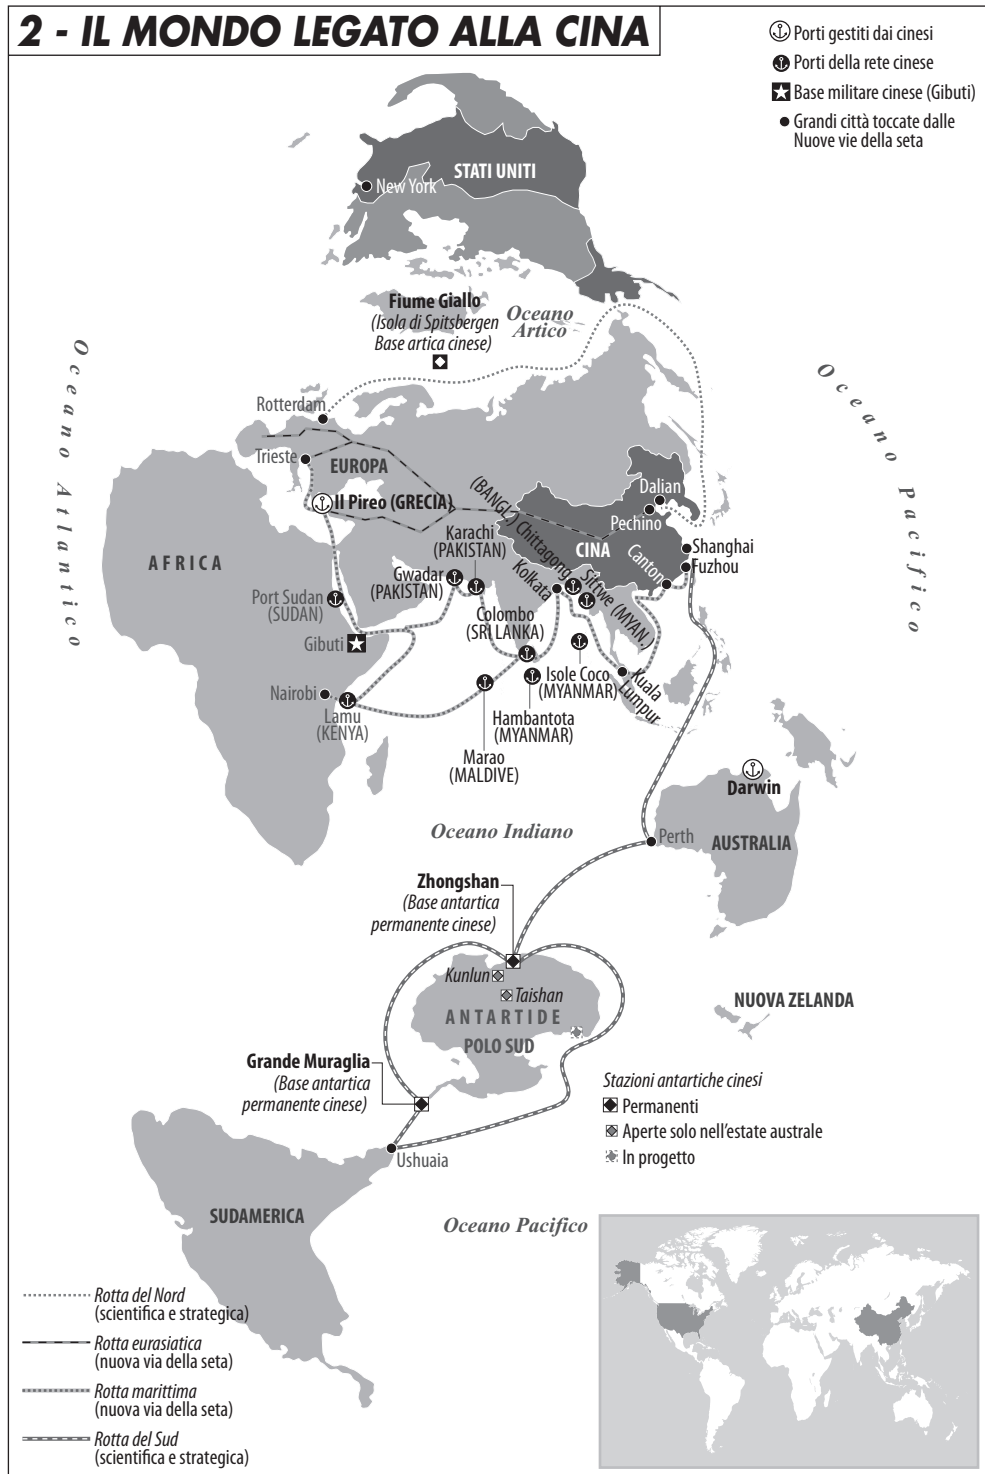 2 - IL MONDO LEGATO ALLA CINA
Porti gestiti dai cinesi
Porti della rete cinese
Base militare cinese (Gibuti)
Grandi città toccate dalle
Nuove vie della seta
STATI UNITI
New York
Fiume Giallo
(Isola di Spitsbergen
Base artica cinese)
Oceano
Artico
Oceano Atlantico
Oceano Pacifico
Rotterdam
Trieste
EUROPA
Il Pireo (GRECIA)
Dalian
Pechino
CINA
Shanghai
Fuzhou
Canton
(BANGL.) Chittagong
Sittwe (MYAN.)
Kolkata
Karachi
(PAKISTAN)
Gwadar
(PAKISTAN)
AFRICA
Port Sudan
(SUDAN)
Gibuti
Colombo
(SRI LANKA)
Nairobi
Lamu
(KENYA)
Isole Coco
(MYANMAR)
Kuala
Lumpur
Hambantota
(MYANMAR)
Marao
(MALDIVE)
Darwin
Oceano Indiano
Perth
AUSTRALIA
Zhongshan
(Base antartica
permanente cinese)
Kunlun
Taishan
ANTARTIDE
POLO SUD
NUOVA ZELANDA
Grande Muraglia
(Base antartica
permanente cinese)
Stazioni antartiche cinesi
Permanenti
Aperte solo nell'estate australe
In progetto
Ushuaia
SUDAMERICA
Oceano Pacifico
Rotta del Nord
(scientifica e strategica)
Rotta eurasiatica
(nuova via della seta)
Rotta marittima
(nuova via della seta)
Rotta del Sud
(scientifica e strategica)